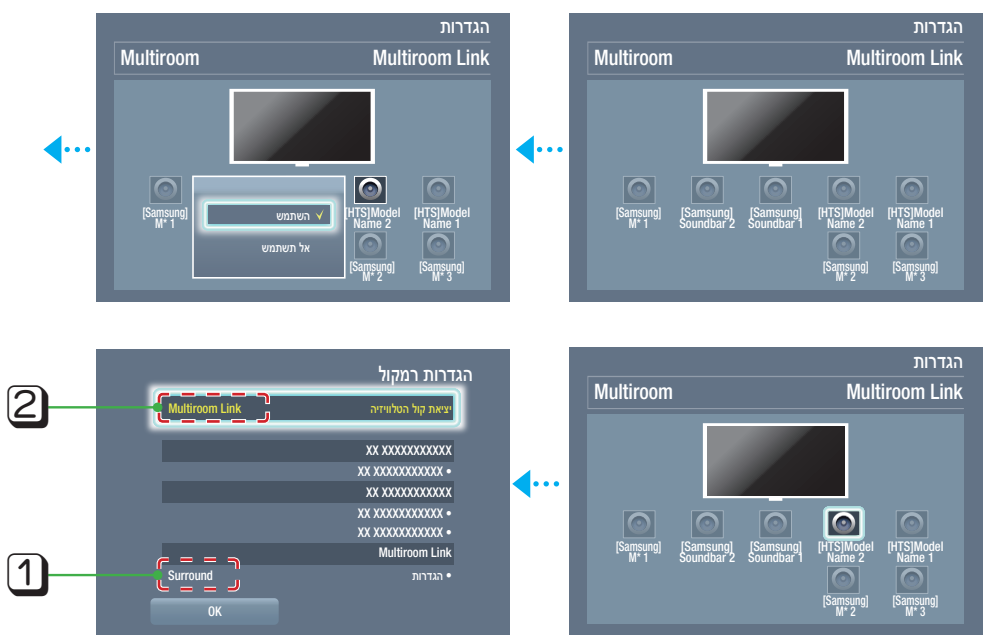 הגדרות
Multiroom Link
Multiroom
[HTS]Model
Name 1
[HTS]Model
Name 2
[Samsung]
Soundbar 1
[Samsung]
Soundbar 2
[Samsung]
M* 1
[Samsung]
M* 3
[Samsung]
M* 2
הגדרות
Multiroom Link
Multiroom
[HTS]Model
Name 1
[HTS]Model
Name 2
✓ השתמש
אל תשתמש
[Samsung]
M* 1
[Samsung]
M* 3
[Samsung]
M* 2
הגדרות
Multiroom Link
Multiroom
[HTS]Model
Name 1
[HTS]Model
Name 2
[Samsung]
Soundbar 1
[Samsung]
Soundbar 2
[Samsung]
M* 1
[Samsung]
M* 3
[Samsung]
M* 2
הגדרות רמקול
יציאת קול הטלוויזיה Multiroom Link
2
XX XXXXXXXXXXX
• XX XXXXXXXXXXX
XX XXXXXXXXXXX
• XX XXXXXXXXXXX
• XX XXXXXXXXXXX
Multiroom Link
• הגדרות Surround
1
OK